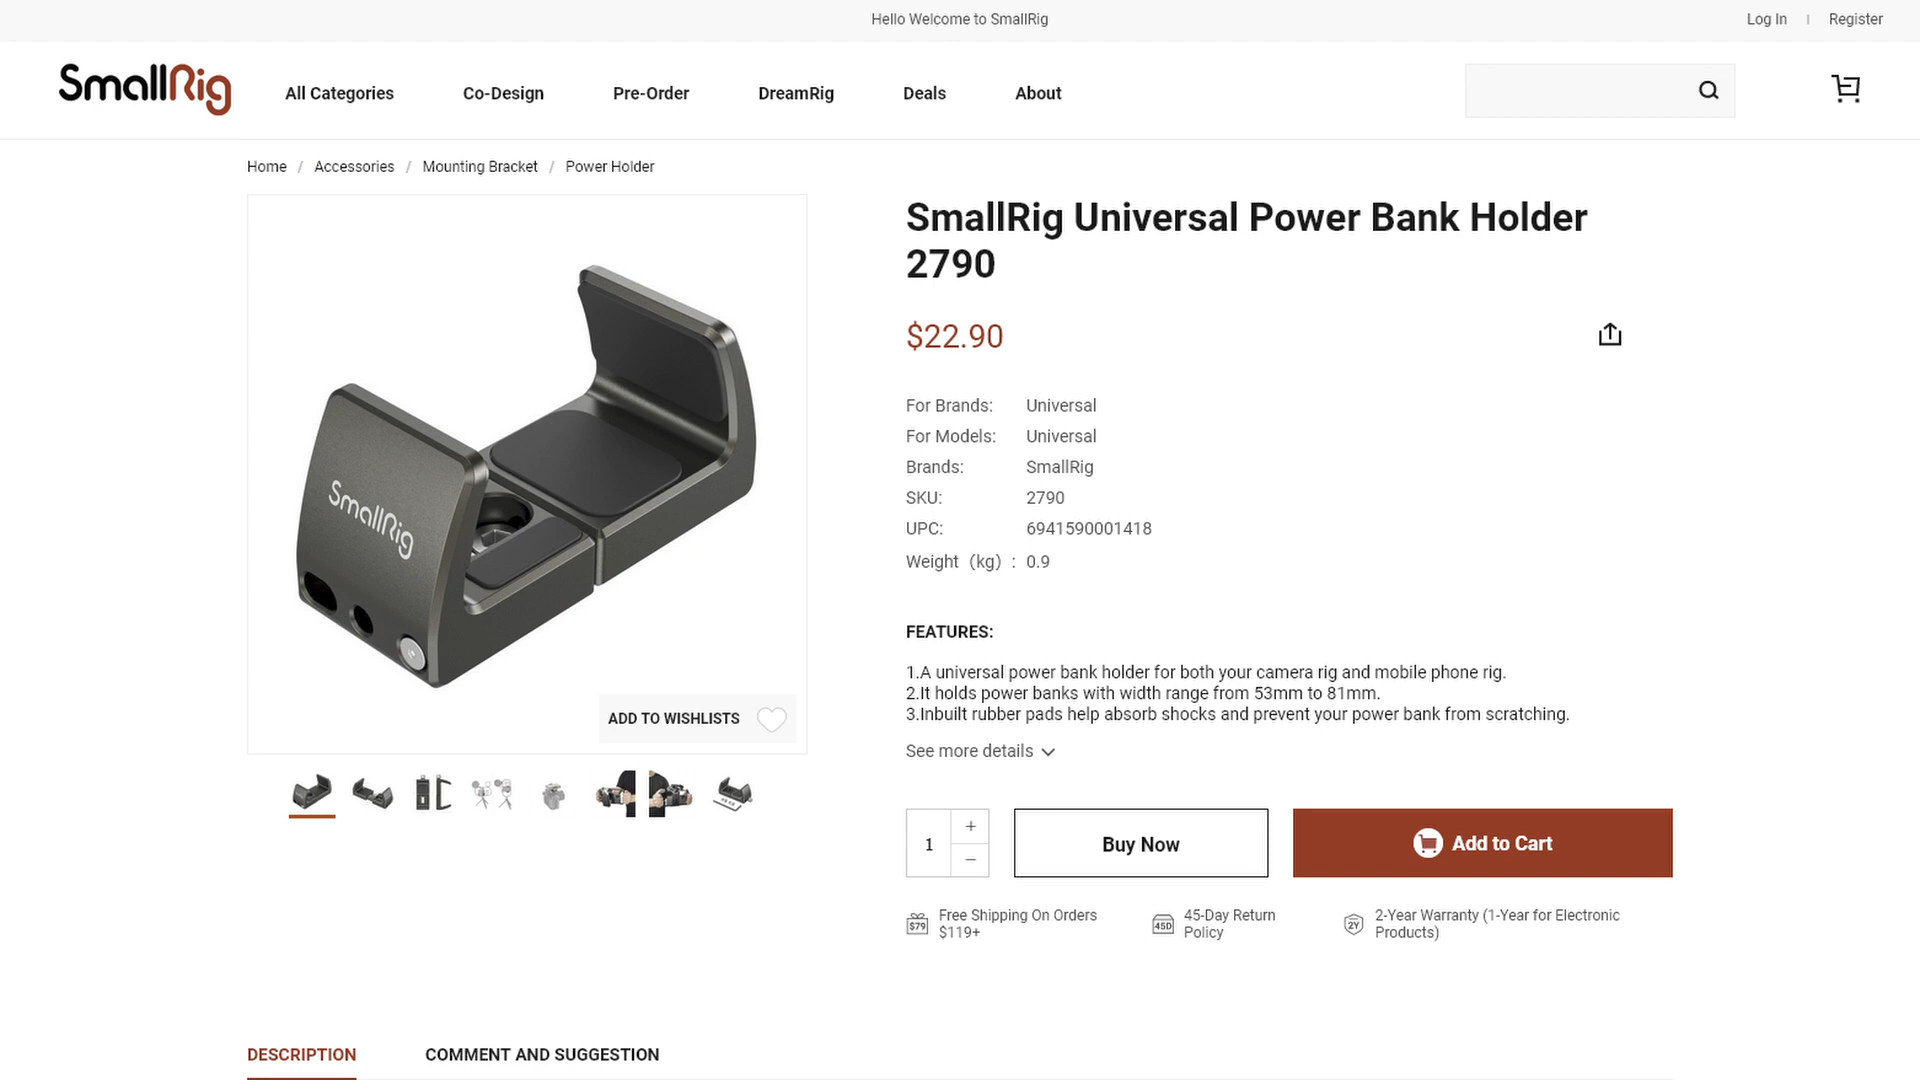 Hello Welcome to SmallRig
Log In
Register
SmallRig
All Categories
Co-Design
Pre-Order
DreamRig
Deals
About
Home / Accessories / Mounting Bracket / Power Holder
SmallRig
ADD TO WISHLISTS
SmallRig Universal Power Bank Holder
2790
$22.90
For Brands: Universal
For Models: Universal
Brands: SmallRig
SKU: 2790
UPC: 6941590001418
Weight（kg）: 0.9
FEATURES:
1.A universal power bank holder for both your camera rig and mobile phone rig.
2.It holds power banks with width range from 53mm to 81mm.
3.Inbuilt rubber pads help absorb shocks and prevent your power bank from scratching.
See more details
1
+
−
Buy Now
Add to Cart
$79
Free Shipping On Orders
$119+
45D
45-Day Return
Policy
2Y
2-Year Warranty (1-Year for Electronic
Products)
DESCRIPTION
COMMENT AND SUGGESTION